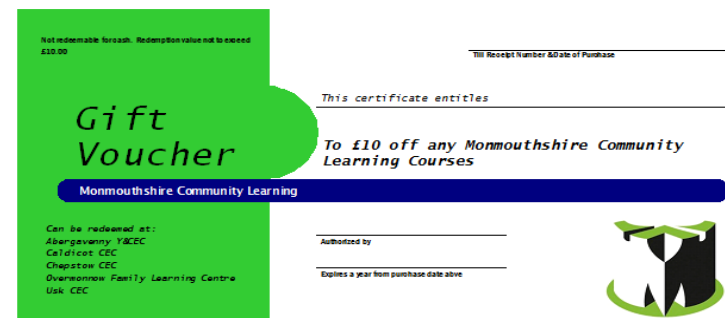 Not redeemable for cash.  Redemption value not to exceed
£10.00
Till Receipt Number & Date of Purchase
This certificate entitles
Gift
Voucher
To £10 off any Monmouthshire Community
Learning Courses
Monmouthshire Community Learning
Can be redeemed at:
Abergavenny Y&CEC
Caldicot CEC
Chepstow CEC
Overmonnow Family Learning Centre
Usk CEC
Authorized by
Expires a year from purchase date abve